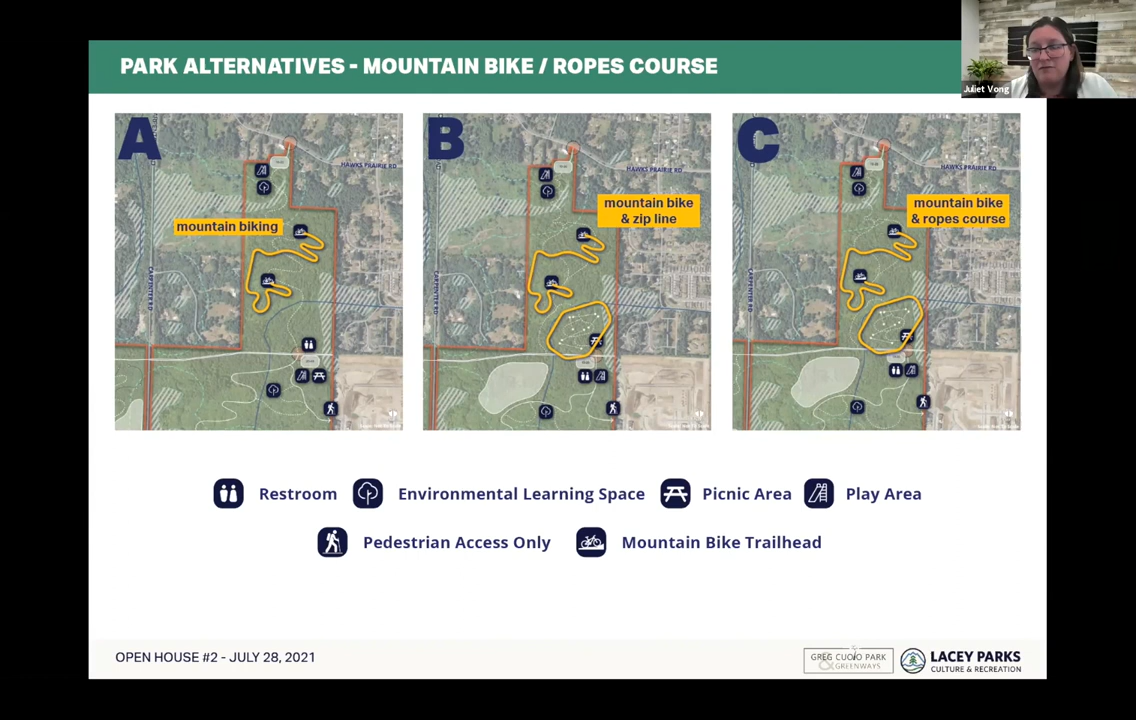 PARK ALTERNATIVES - MOUNTAIN BIKE / ROPES COURSE
Juliet Vong
A
HAWKS PRAIRIE RD
mountain biking
CARPENTER RD
B
HAWKS PRAIRIE RD
mountain bike
& zip line
CARPENTER RD
C
HAWKS PRAIRIE RD
mountain bike
& ropes course
CARPENTER RD
Restroom
Environmental Learning Space
Picnic Area
Play Area
Pedestrian Access Only
Mountain Bike Trailhead
OPEN HOUSE #2 - JULY 28, 2021
GREG CUOIO PARK
& GREENWAYS
LACEY PARKS
CULTURE & RECREATION